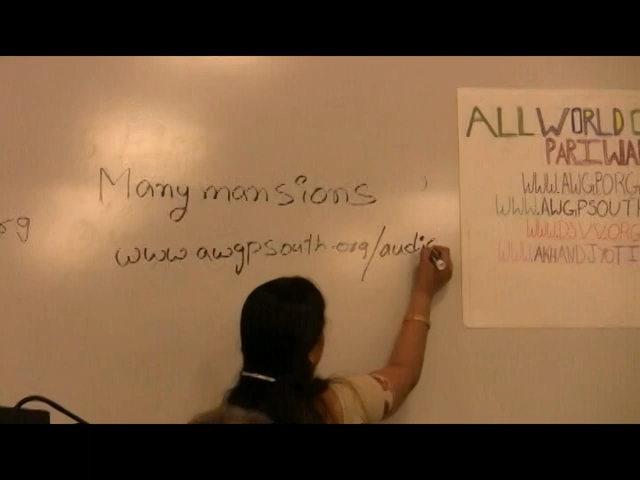 Many mansions
rg
www.awgpsouth.org/audi
ALL WORLD
PARIWA
WWW.AWGP.ORG
WWW.AWGPSOUTH
WWW.DSVV.ORG
WWW.AKHANDJYOTI